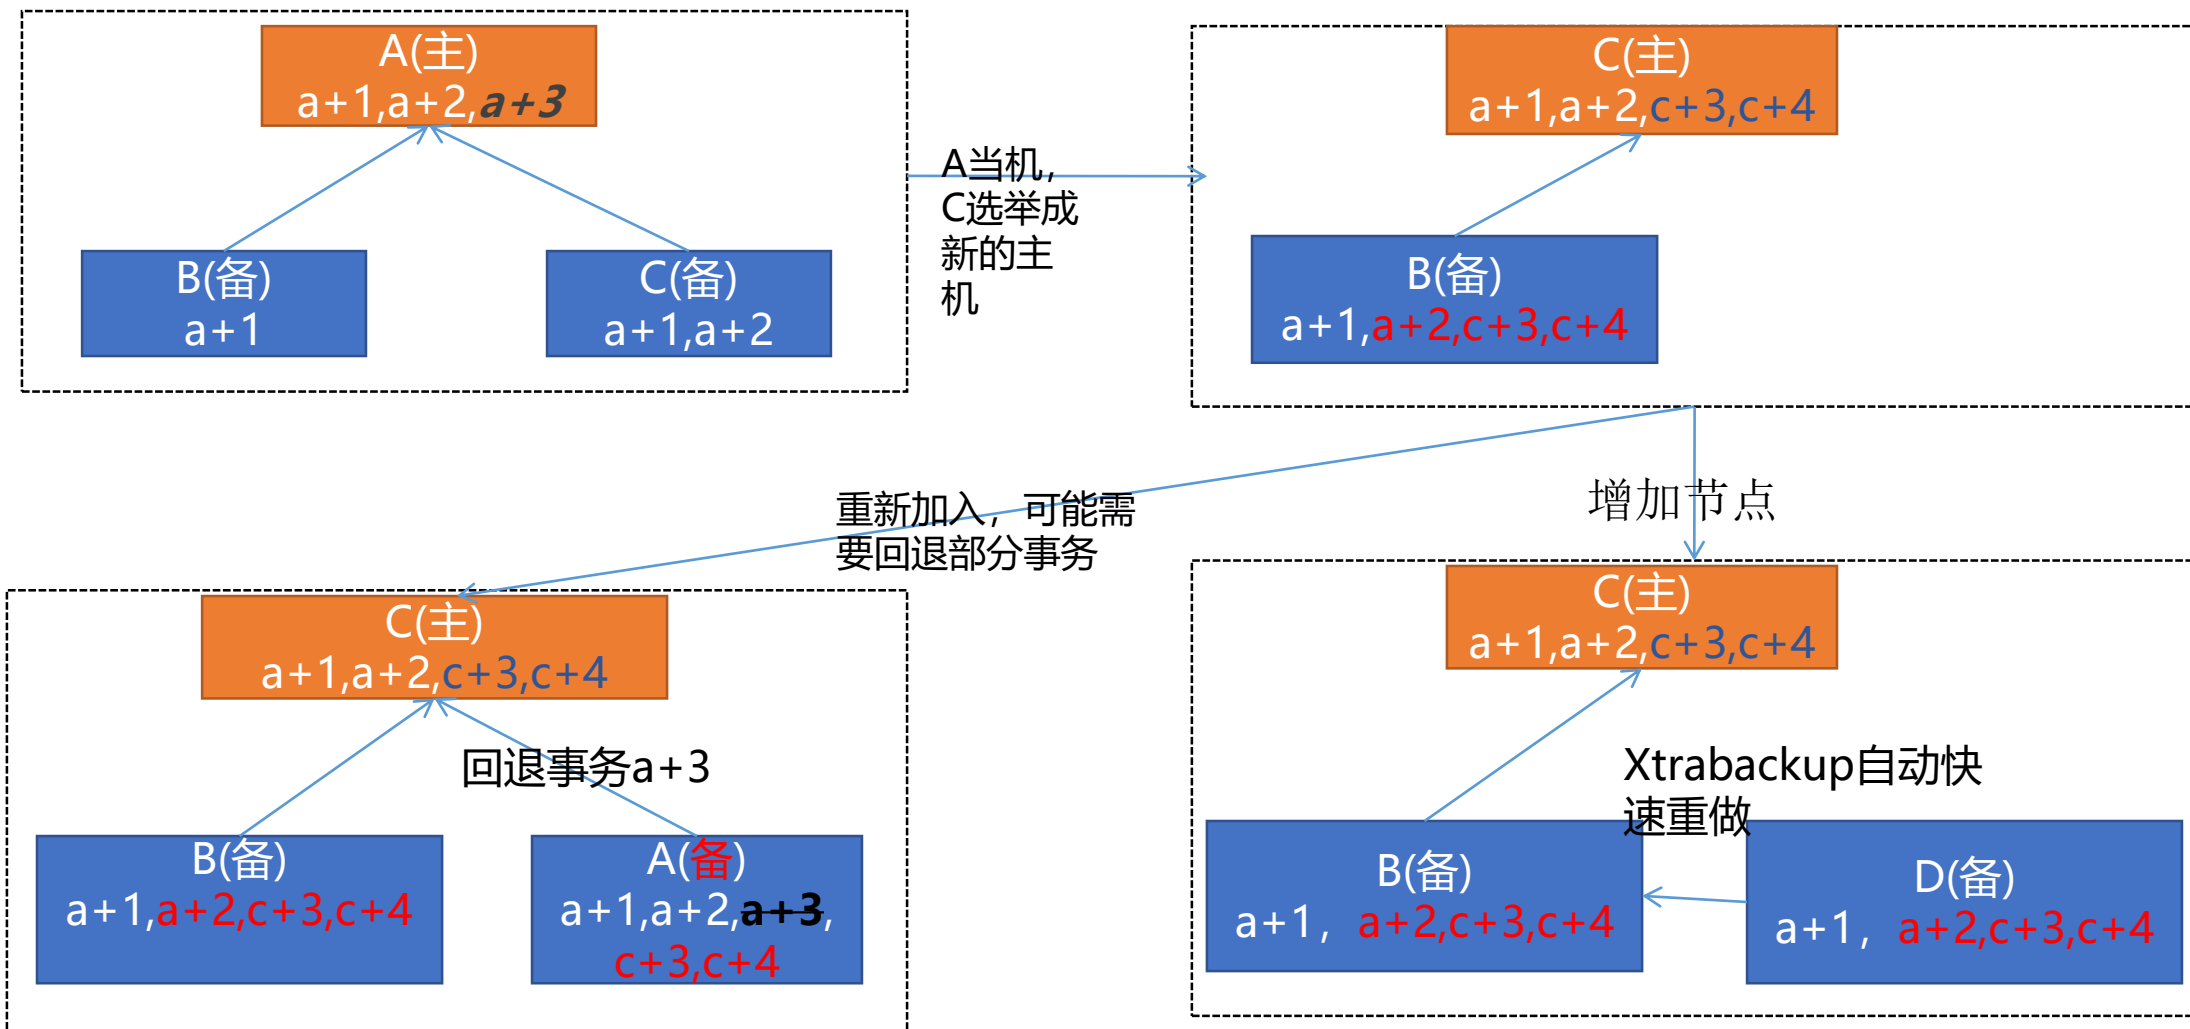 A(主)
a+1,a+2,a+3
B(备)
a+1
C(备)
a+1,a+2
A当机，
C选举成
新的主
机
C(主)
a+1,a+2,c+3,c+4
B(备)
a+1,a+2,c+3,c+4
重新加入，可能需
要回退部分事务
增加节点
C(主)
a+1,a+2,c+3,c+4
回退事务a+3
B(备)
a+1,a+2,c+3,c+4
A(备)
a+1,a+2,a+3,
c+3,c+4
C(主)
a+1,a+2,c+3,c+4
Xtrabackup自动快
速重做
B(备)
a+1，a+2,c+3,c+4
D(备)
a+1，a+2,c+3,c+4